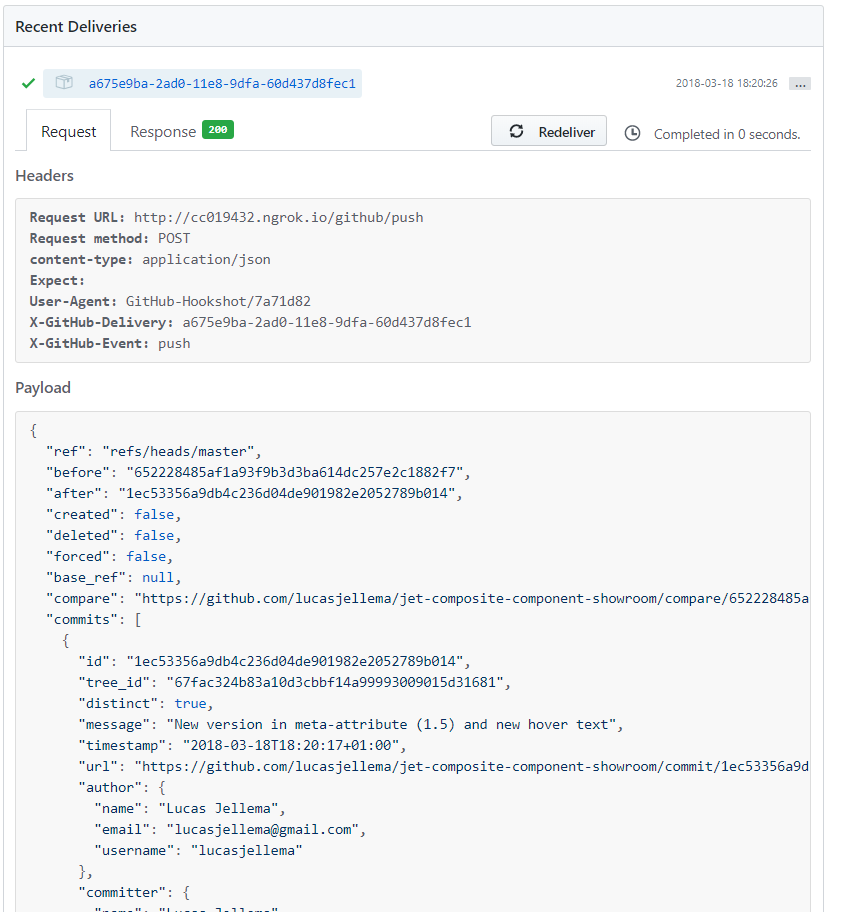 Recent Deliveries
a675e9ba-2ad0-11e8-9dfa-60d437d8fec1 2018-03-18 18:20:26 ...
Request Response 200 Redeliver Completed in 0 seconds.
Headers
Request URL: http://cc019432.ngrok.io/github/push
Request method: POST
content-type: application/json
Expect:
User-Agent: GitHub-Hookshot/7a71d82
X-GitHub-Delivery: a675e9ba-2ad0-11e8-9dfa-60d437d8fec1
X-GitHub-Event: push
Payload
{
"ref": "refs/heads/master",
"before": "652228485af1a93f9b3d3ba614dc257e2c1882f7",
"after": "1ec53356a9db4c236d04de901982e2052789b014",
"created": false,
"deleted": false,
"forced": false,
"base_ref": null,
"compare": "https://github.com/lucasjellema/jet-composite-component-showroom/compare/652228485a
"commits": [
{
"id": "1ec53356a9db4c236d04de901982e2052789b014",
"tree_id": "67fac324b83a10d3cbbf14a99993009015d31681",
"distinct": true,
"message": "New version in meta-attribute (1.5) and new hover text",
"timestamp": "2018-03-18T18:20:17+01:00",
"url": "https://github.com/lucasjellema/jet-composite-component-showroom/commit/1ec53356a9d
"author": {
"name": "Lucas Jellema",
"email": "lucasjellema@gmail.com",
"username": "lucasjellema"
},
"committer": {
"name": "Lucas Jellema",